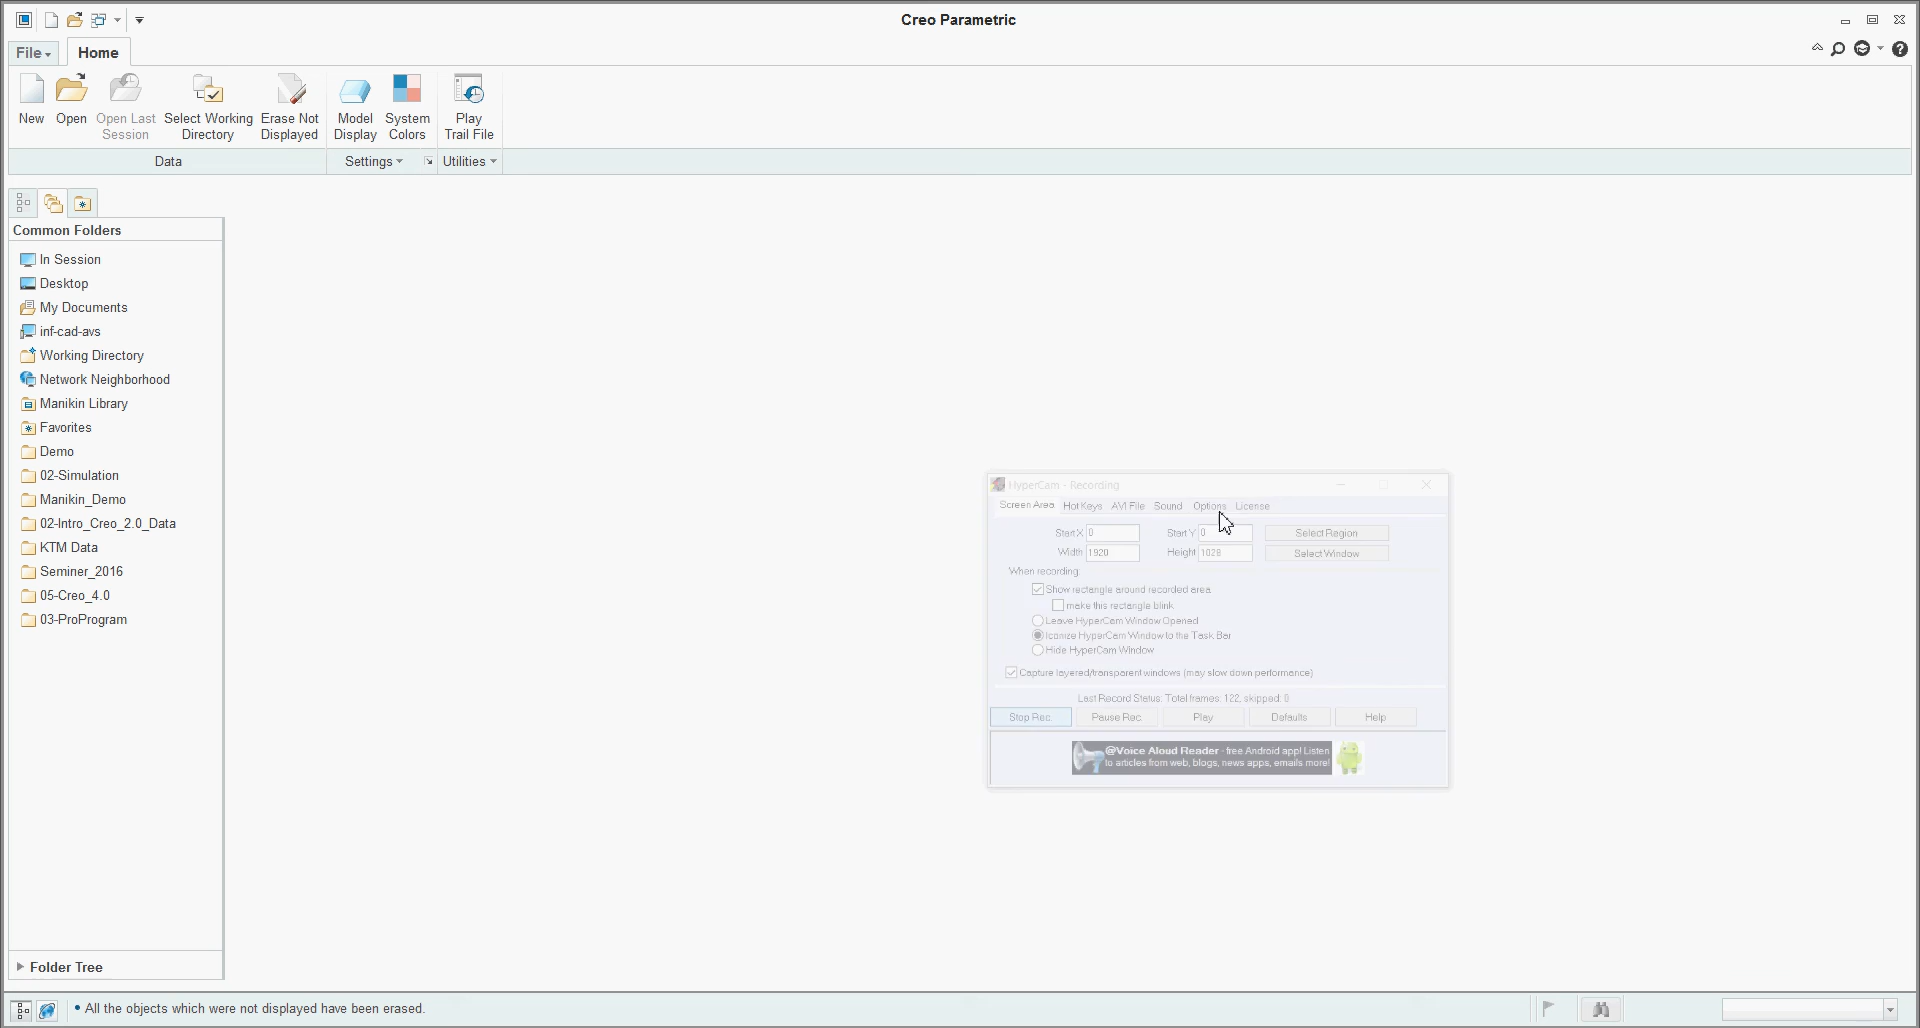 Creo Parametric
File
Home
New
Open
Open Last Session
Select Working Directory
Erase Not Displayed
Model Display
System Colors
Play Trail File
Data
Settings
Utilities
Common Folders
In Session
Desktop
My Documents
inf-cad-avs
Working Directory
Network Neighborhood
Manikin Library
Favorites
Demo
02-Simulation
Manikin_Demo
02-Intro_Creo_2.0_Data
KTM Data
Seminer_2016
05-Creo_4.0
03-ProProgram
Folder Tree
HyperCam - Recording
Screen Area Hot Keys AVI File Sound Options License
Start X 0 Start Y 0 Select Region
Width 1920 Height 1028 Select Window
When recording:
Show rectangle around recorded area
make this rectangle blink
Leave HyperCam Window Opened
Iconize HyperCam Window to the Task Bar
Hide HyperCam Window
Capture layered/transparent windows (may slow down performance)
Last Record Status: Total frames: 122, skipped: 0
Stop Rec. Pause Rec. Play Defaults Help
@Voice Aloud Reader - free Android app! Listen
to articles from web, blogs, news apps, emails more!
• All the objects which were not displayed have been erased.